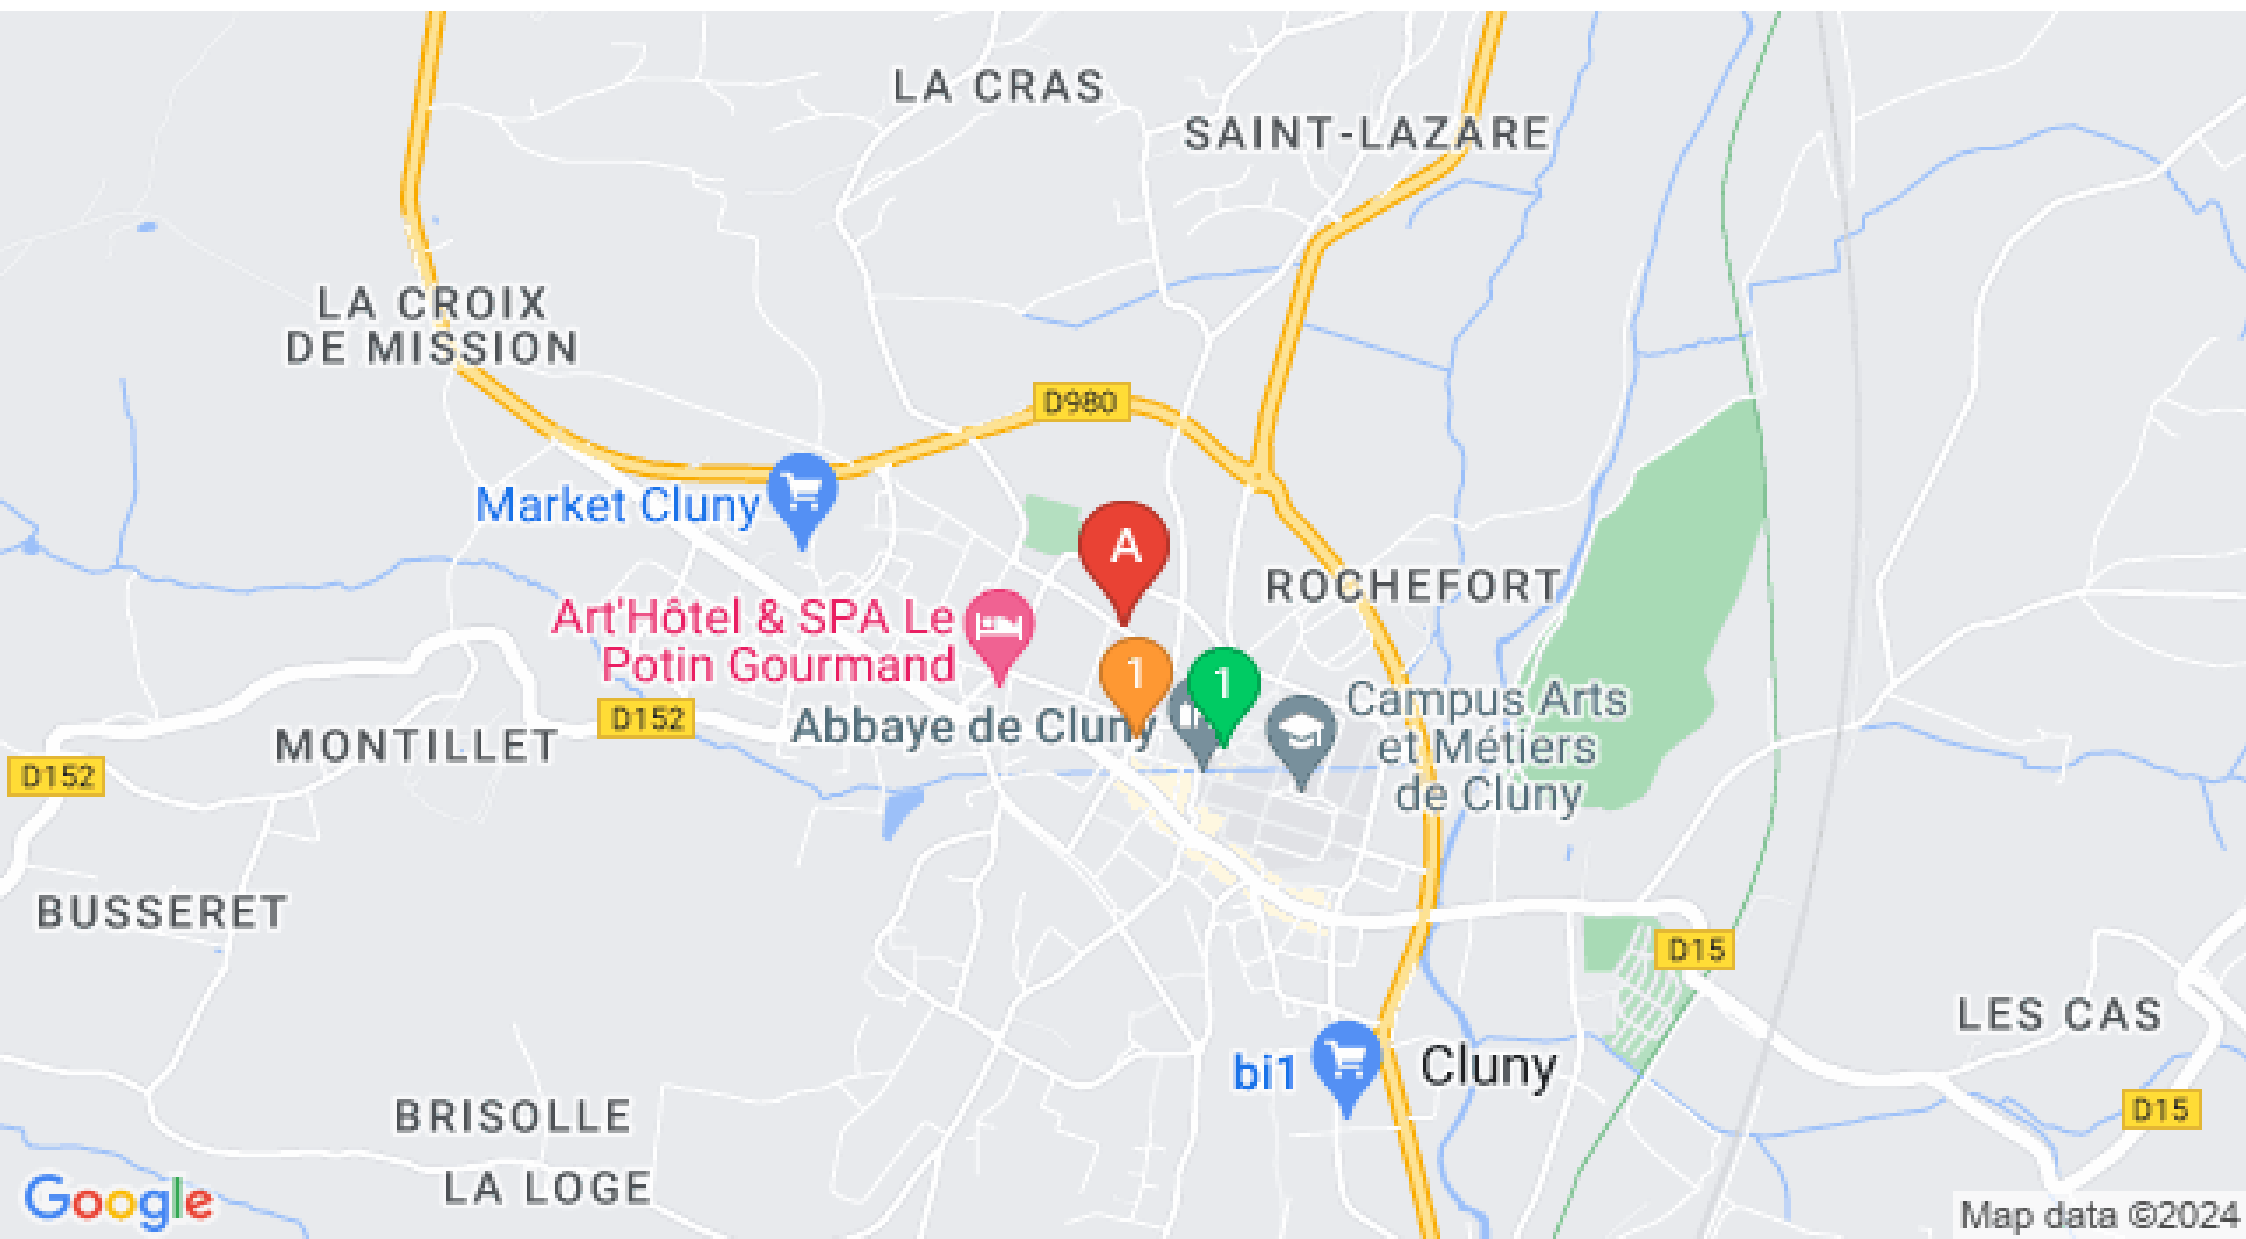 LA CRAS
SAINT-LAZARE
LA CROIX
DE MISSION
D980
Market Cluny
A
ROCHEFORT
Art'Hôtel & SPA Le
Potin Gourmand
1
1
Campus Arts
et Métiers
de Cluny
Abbaye de Cluny
D152
MONTILLET
D152
BUSSERET
D15
LES CAS
bi1
Cluny
BRISOLLE
D15
LA LOGE
Google
Map data ©2024